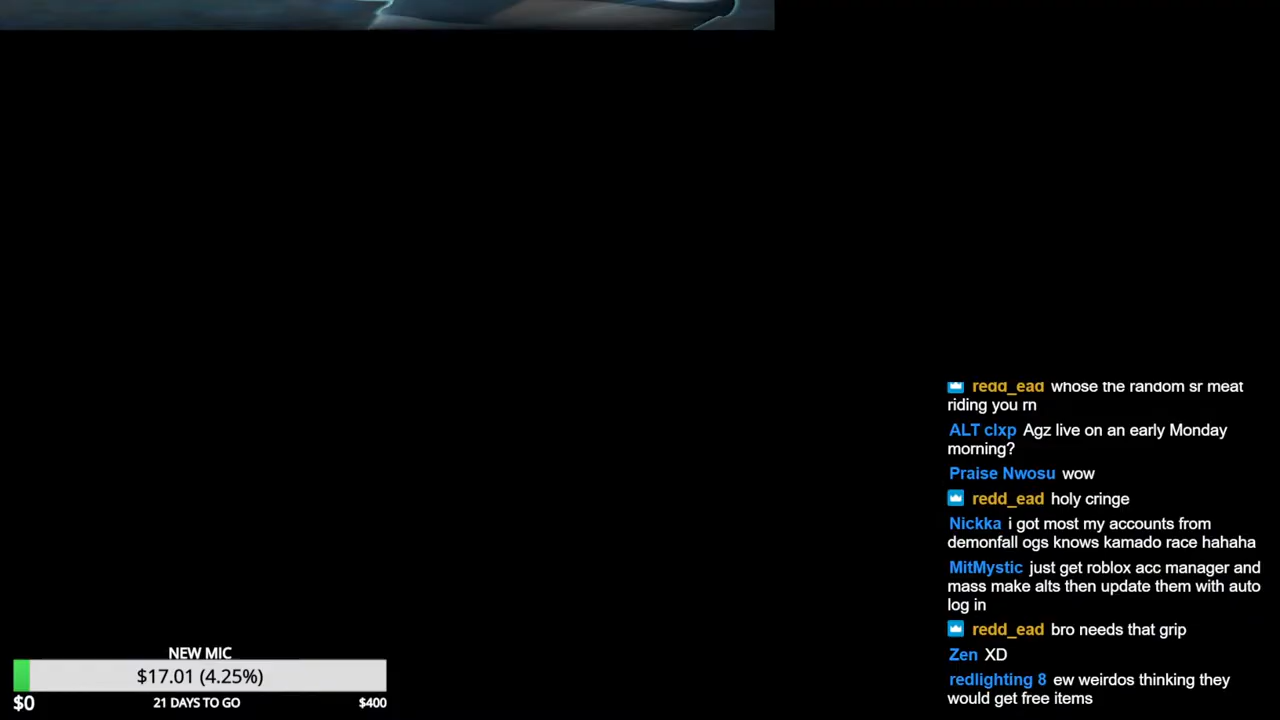 redd_ead whose the random sr meat
riding you rn
ALT clxp Agz live on an early Monday
morning?
Praise Nwosu wow
redd_ead holy cringe
Nickka i got most my accounts from
demonfall ogs knows kamado race hahaha
MitMystic just get roblox acc manager and
mass make alts then update them with auto
log in
redd_ead bro needs that grip
Zen XD
redlighting 8 ew weirdos thinking they
would get free items
NEW MIC
$17.01 (4.25%)
$0 21 DAYS TO GO $400